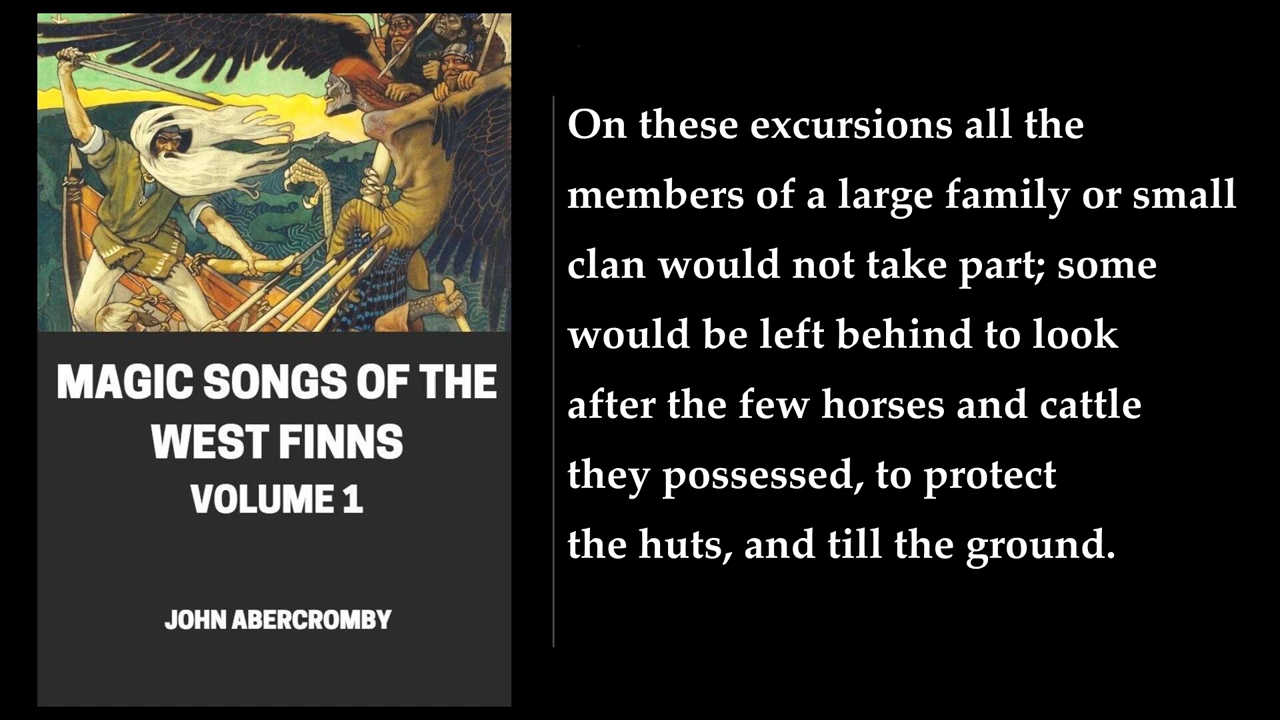 MAGIC SONGS OF THE
WEST FINNS
VOLUME 1
JOHN ABERCROMBY
On these excursions all the
members of a large family or small
clan would not take part; some
would be left behind to look
after the few horses and cattle
they possessed, to protect
the huts, and till the ground.